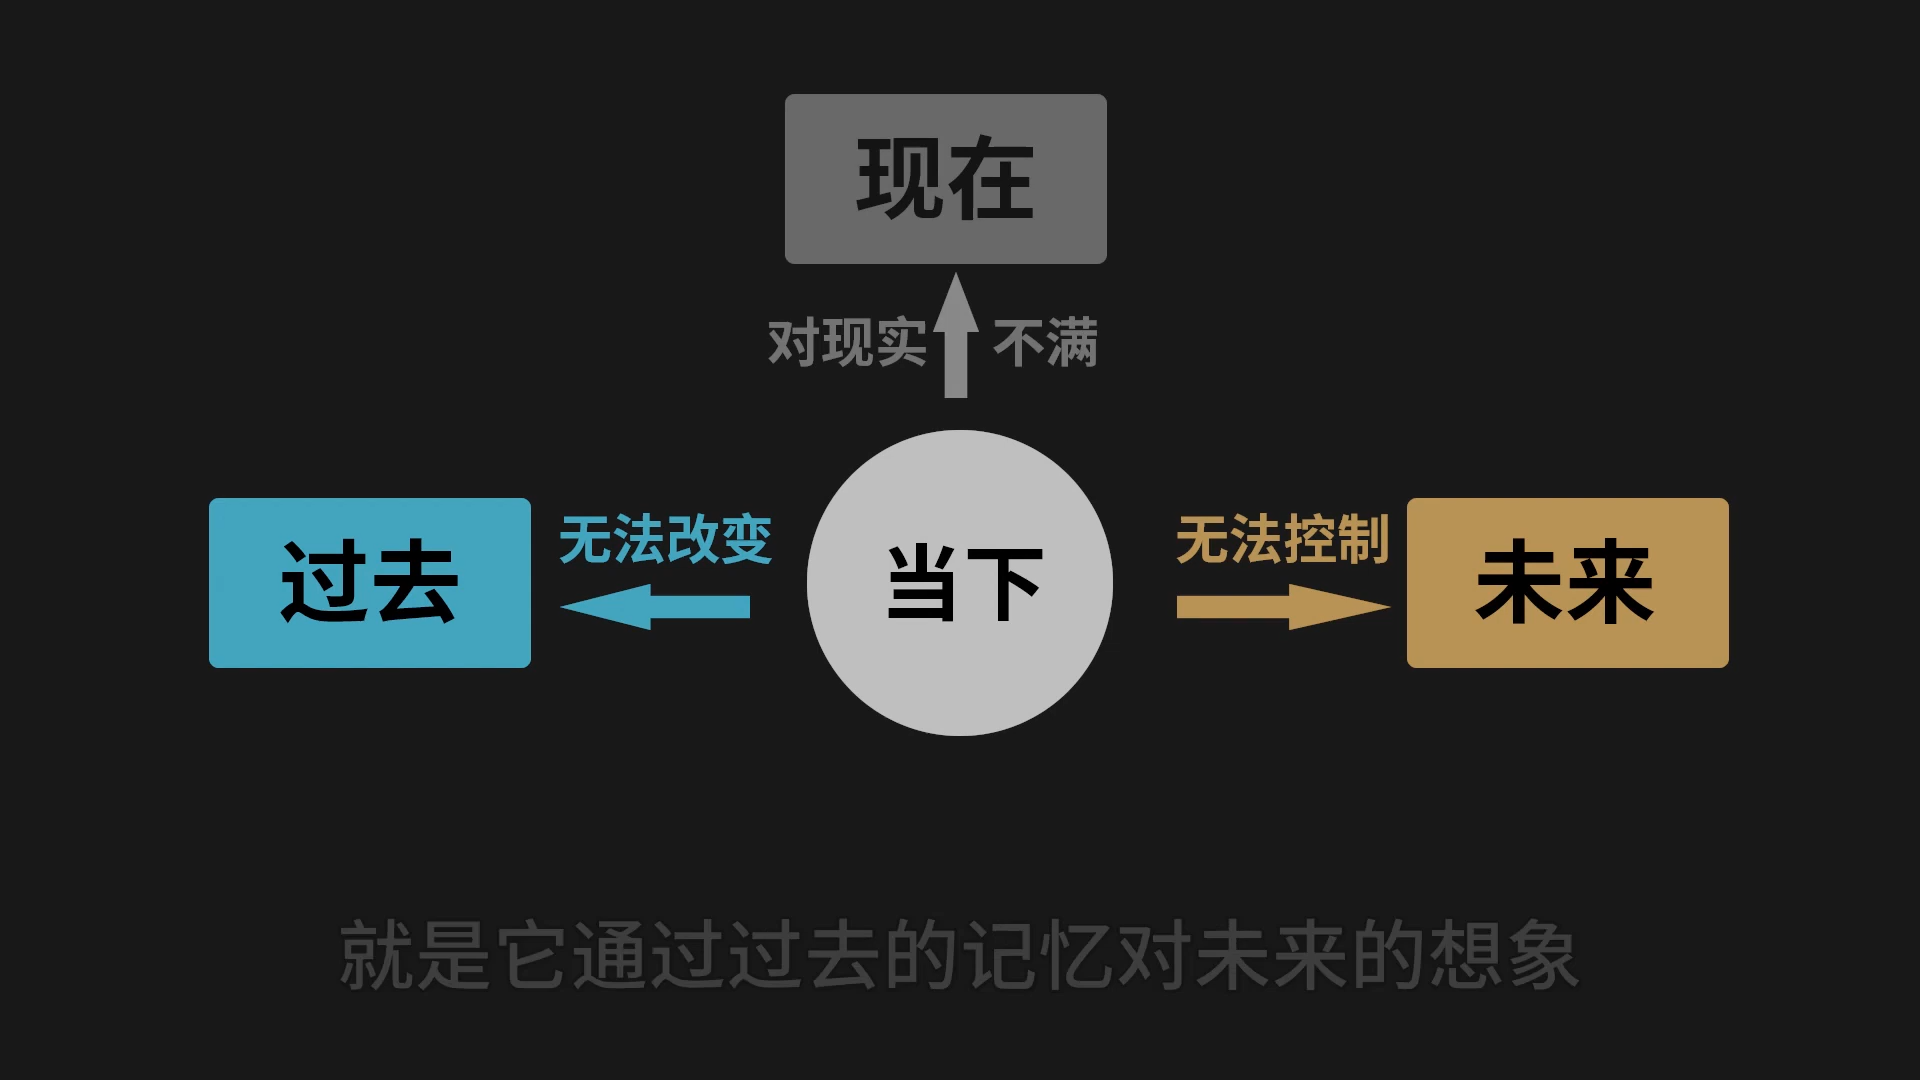 现在
对现实 不满
过去
无法改变
当下
无法控制
未来
就是它通过过去的记忆对未来的想象